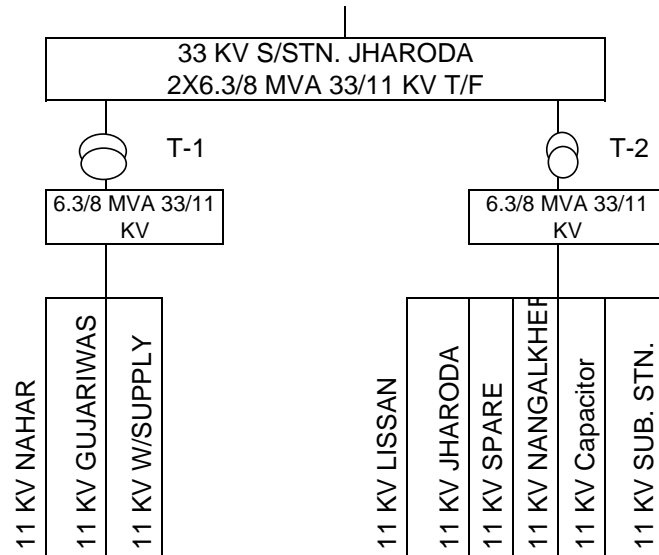 33 KV S/STN. JHARODA
2X6.3/8 MVA 33/11 KV T/F
T-1
T-2
6.3/8 MVA 33/11
KV
6.3/8 MVA 33/11
KV
11 KV NAHAR
11 KV GUJARIWAS
11 KV W/SUPPLY
11 KV LISSAN
11 KV JHARODA
11 KV SPARE
11 KV NANGALKHER
11 KV Capacitor
11 KV SUB. STN.